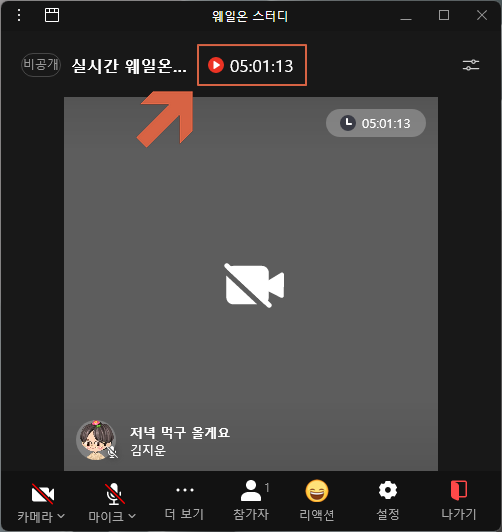 웨일온 스터디
비공개 실시간 웨일온... 05:01:13
05:01:13
저녁 먹구 올게요
김지운
1
카메라 마이크 더 보기 참가자 리액션 설정 나가기